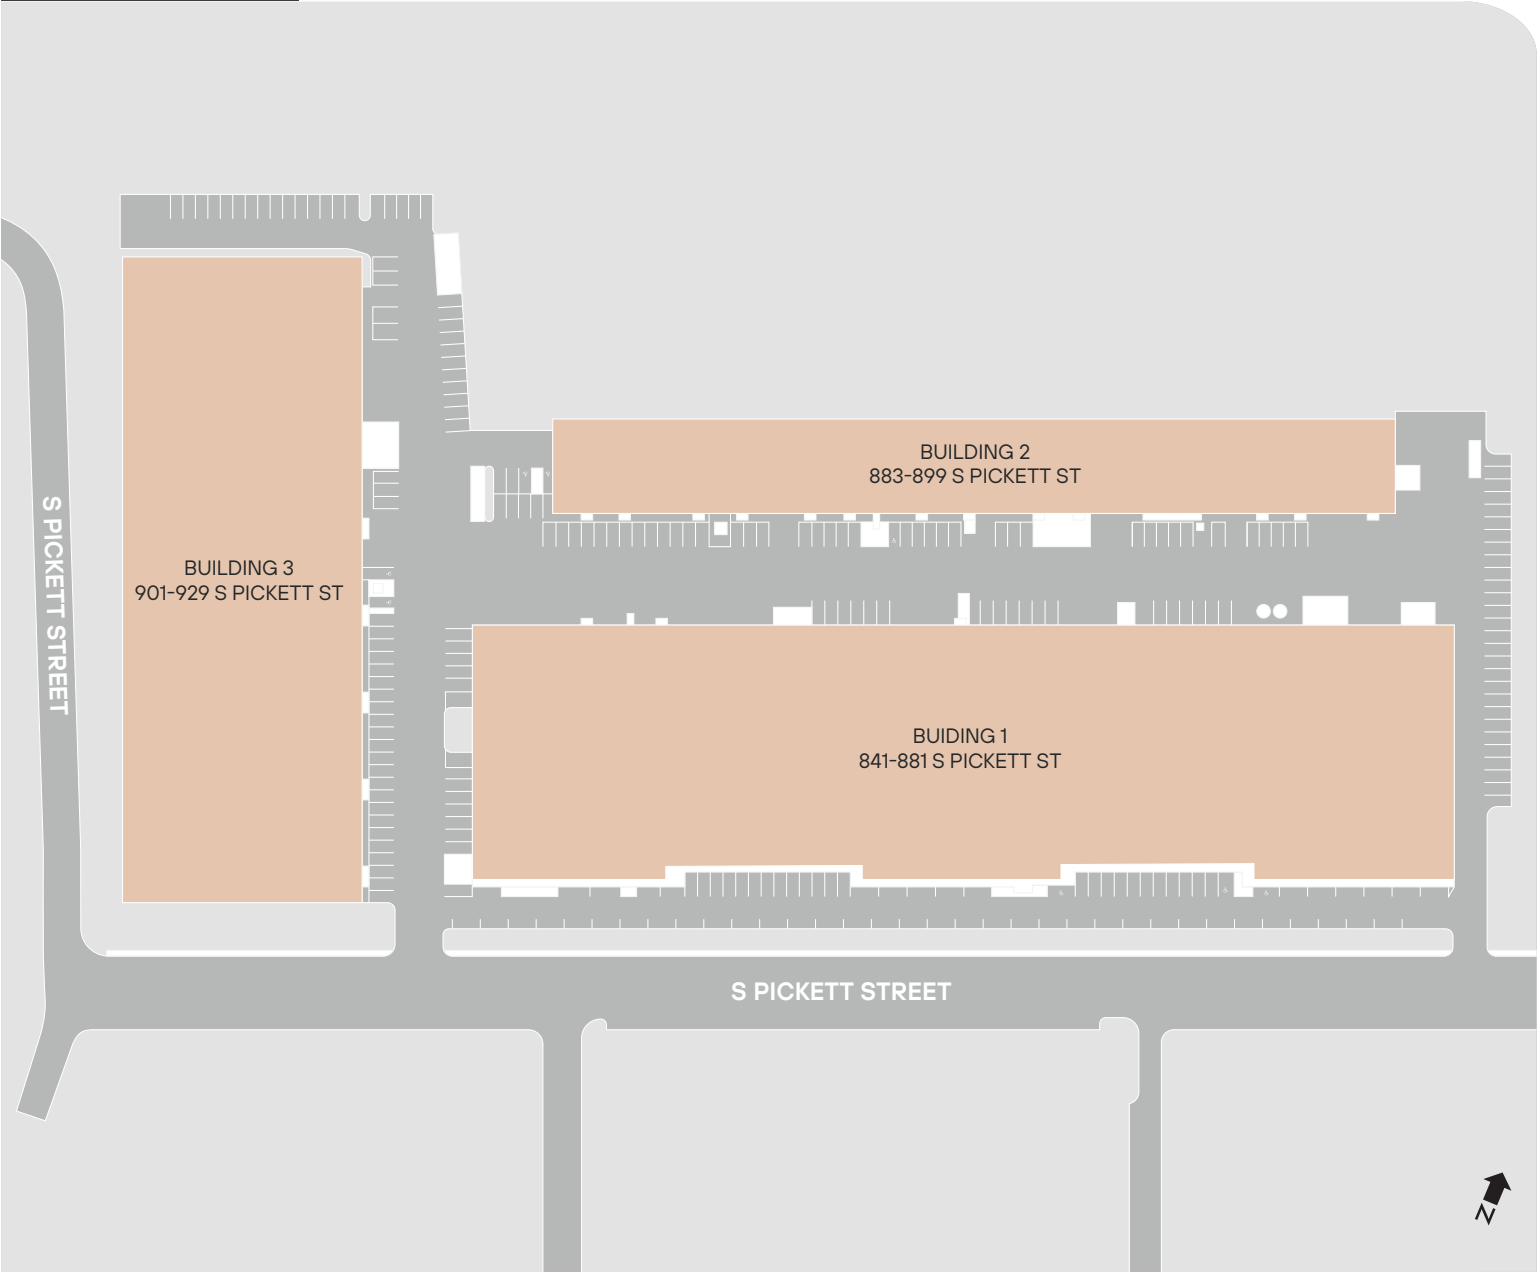 BUILDING 2
883-899 S PICKETT ST
BUILDING 3
901-929 S PICKETT ST
S PICKETT STREET
BUIDING 1
841-881 S PICKETT ST
S PICKETT STREET
N